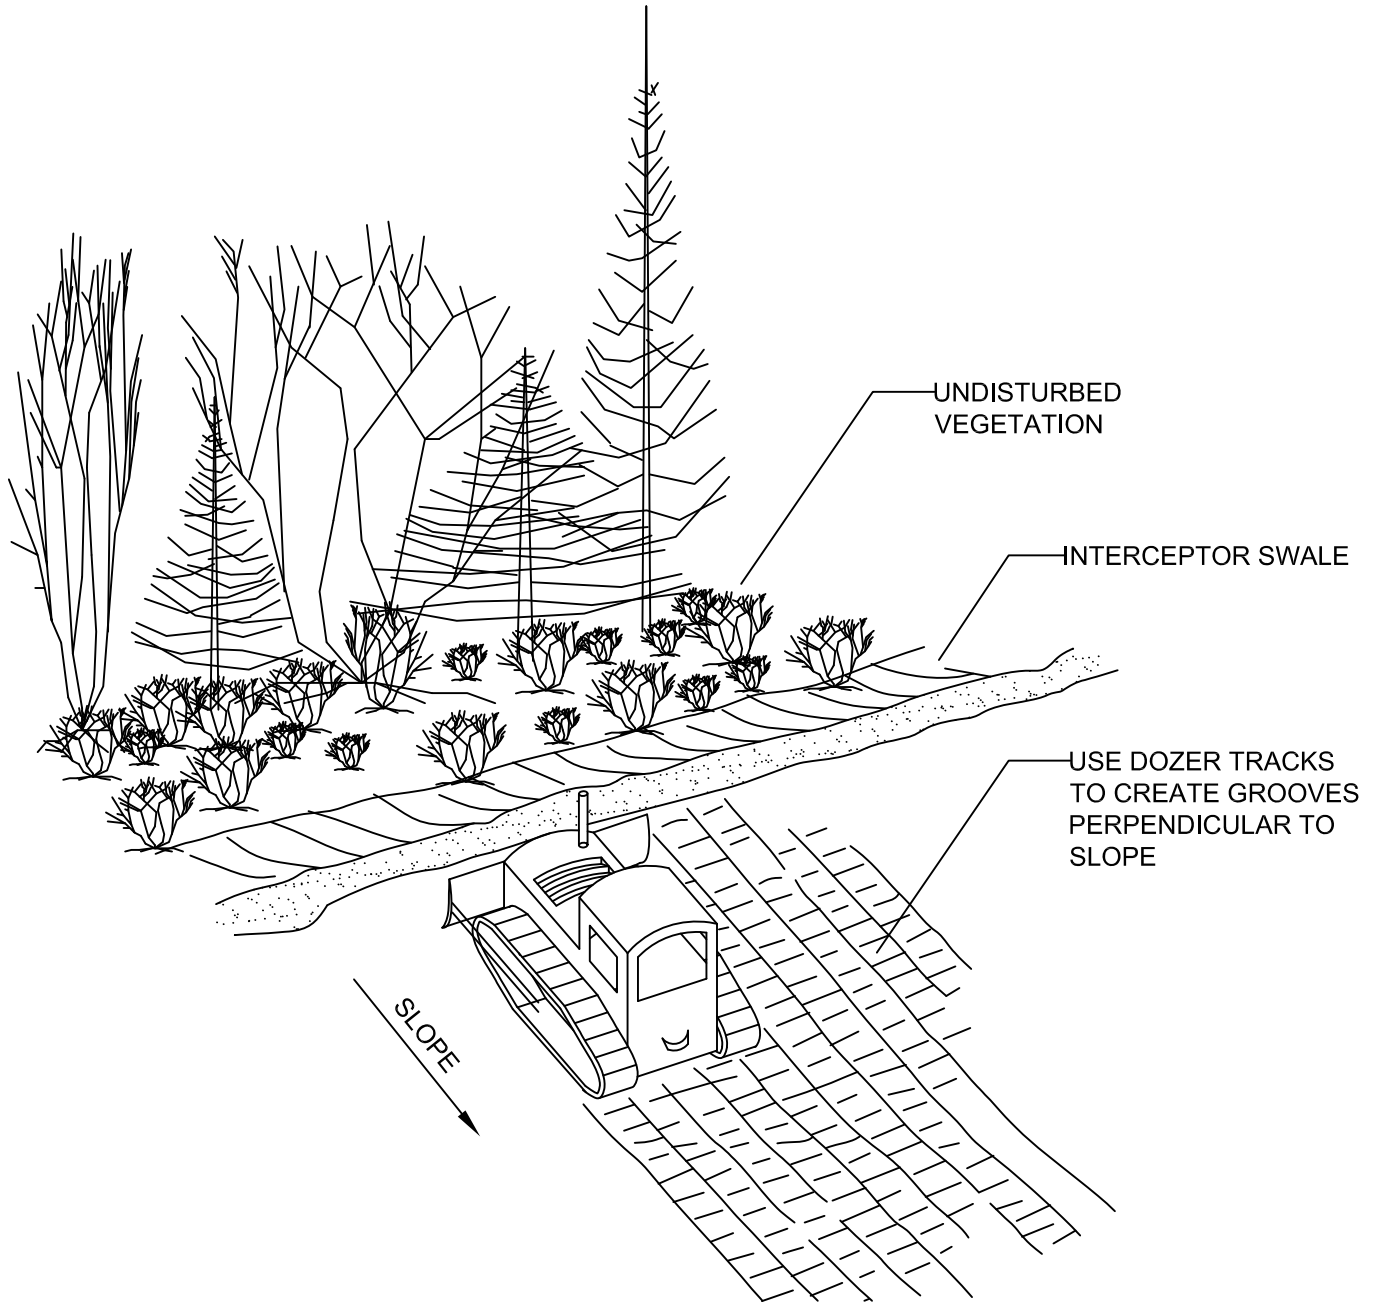 UNDISTURBED
VEGETATION
INTERCEPTOR SWALE
USE DOZER TRACKS
TO CREATE GROOVES
PERPENDICULAR TO
SLOPE
SLOPE